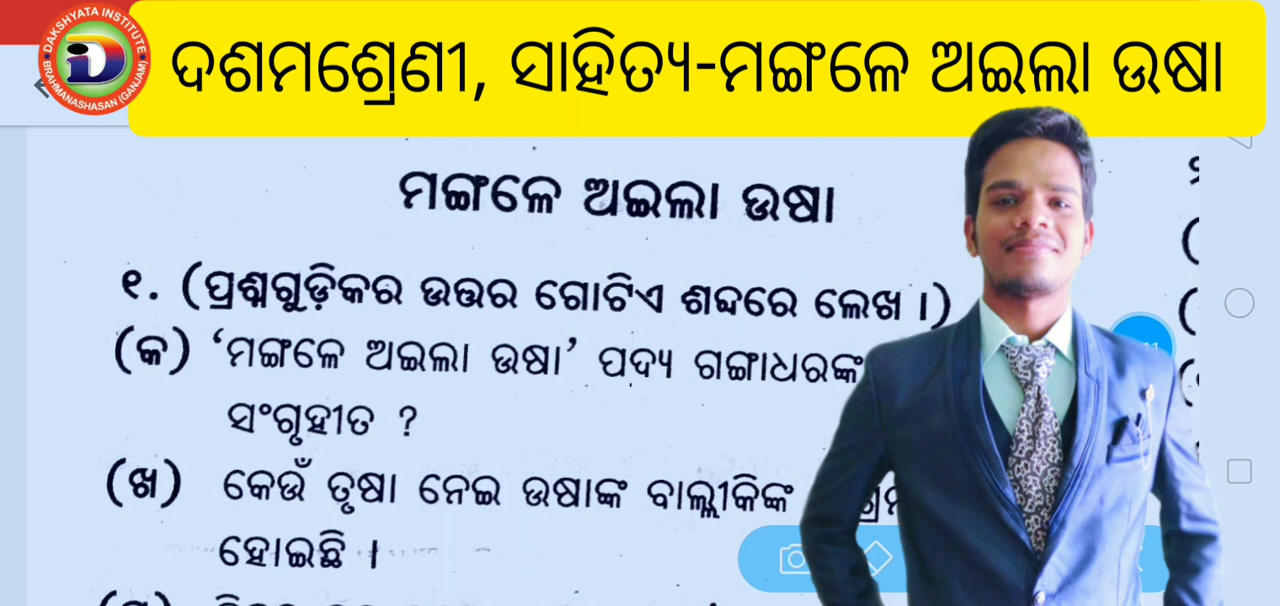 DAKSHYATA INSTITUTE
BRAHMANASHASAN (GANJAM)
ଦଶମଶ୍ରେଣୀ, ସାହିତ୍ୟ-ମଙ୍ଗଳେ ଅଇଲା ଉଷା
ମଙ୍ଗଳେ ଅଇଲା ଉଷା
୧. (ପ୍ରଶ୍ନଗୁଡ଼ିକର ଉତ୍ତର ଗୋଟିଏ ଶବ୍ଦରେ ଲେଖ ।)
(କ) ‘ମଙ୍ଗଳେ ଅଇଲା ଉଷା’ ପଦ୍ୟ ଗଙ୍ଗାଧରଙ୍କ
ସଂଗୃହୀତ ?
(ଖ) କେଉଁ ତୃଷା ନେଇ ଉଷାଙ୍କ ବାଲ୍ମୀକିଙ୍କ
ହୋଇଛି ।